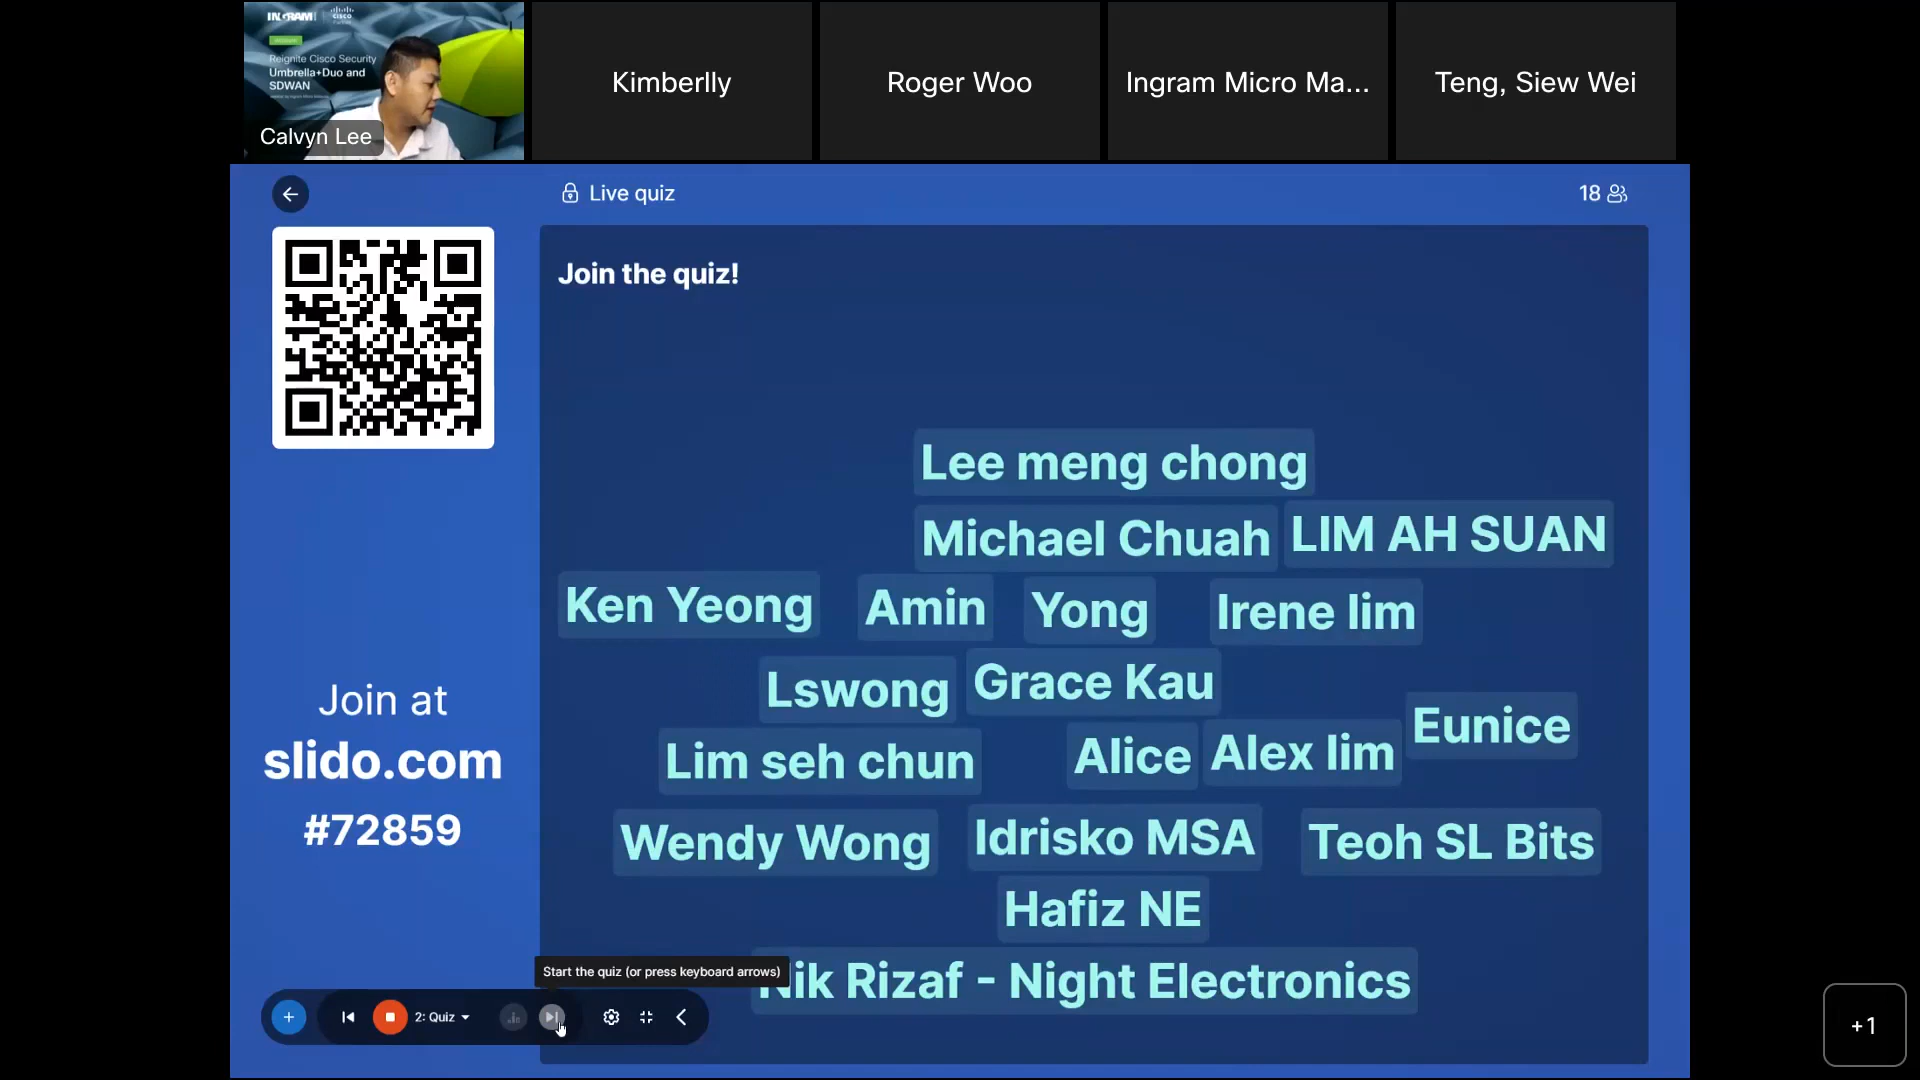 INGRAM
CISCO
Reignite Cisco Security
Umbrella+Duo and
SDWAN
Calvyn Lee
Kimberlly
Roger Woo
Ingram Micro Ma...
Teng, Siew Wei
Live quiz
18
Join the quiz!
Lee meng chong
Michael Chuah
LIM AH SUAN
Ken Yeong
Amin
Yong
Irene lim
Lswong
Grace Kau
Eunice
Lim seh chun
Alice
Alex lim
Wendy Wong
Idrisko MSA
Teoh SL Bits
Hafiz NE
Nik Rizaf - Night Electronics
Join at
slido.com
#72859
Start the quiz (or press keyboard arrows)
2: Quiz
+1